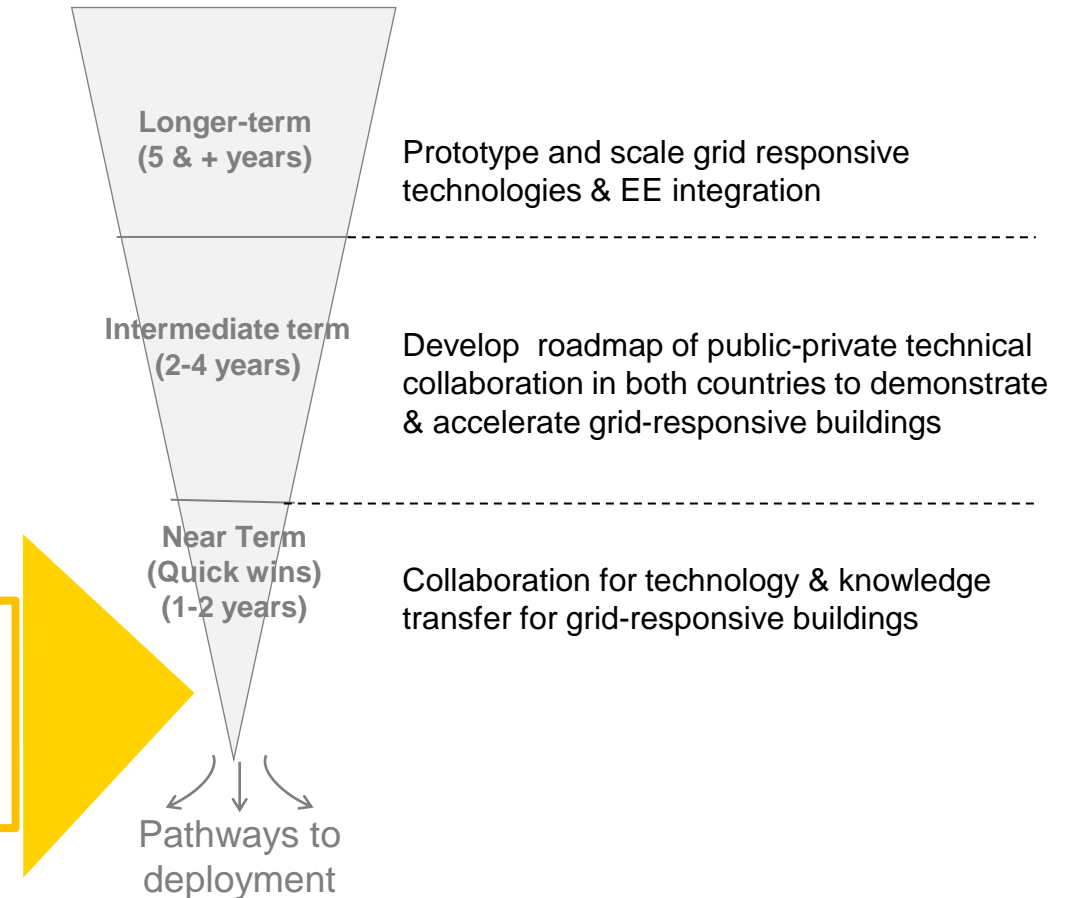 Longer-term
(5 & + years)
Prototype and scale grid responsive
technologies & EE integration
Intermediate term
(2-4 years)
Develop  roadmap of public-private technical
collaboration in both countries to demonstrate
& accelerate grid-responsive buildings
Near Term
(Quick wins)
(1-2 years)
Collaboration for technology & knowledge
transfer for grid-responsive buildings
Pathways to
deployment